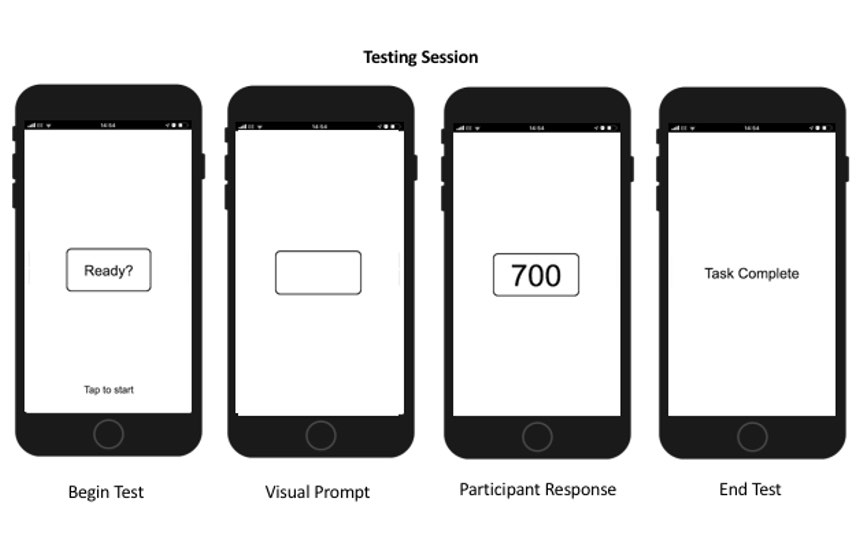 Testing Session
14:54
14:54
14:54
14:54
Ready?
700
Task Complete
Tap to start
Begin Test
Visual Prompt
Participant Response
End Test